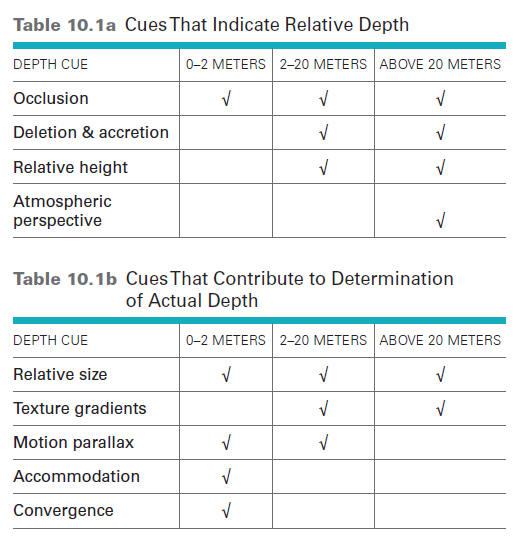 Table 10.1a Cues That Indicate Relative Depth
DEPTH CUE 0–2 METERS 2–20 METERS ABOVE 20 METERS
Occlusion √ √ √
Deletion & accretion √ √
Relative height √ √
Atmospheric
perspective √
Table 10.1b Cues That Contribute to Determination
of Actual Depth
DEPTH CUE 0–2 METERS 2–20 METERS ABOVE 20 METERS
Relative size √ √ √
Texture gradients √ √
Motion parallax √ √
Accommodation √
Convergence √